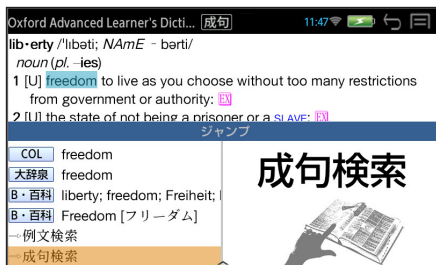 Oxford Advanced Learner's Dicti... 成句 11:47
lib·erty /ˈlɪbəti; NAmE -bərti/
noun (pl. –ies)
1 [U] freedom to live as you choose without too many restrictions
from government or authority: EX
2 [U] the state of not being a prisoner or a SLAVE: EX
ジャンプ
COL freedom
大辞泉 freedom
B・百科 liberty; freedom; Freiheit;
B・百科 Freedom [フリーダム]
→例文検索
→成句検索
成句検索